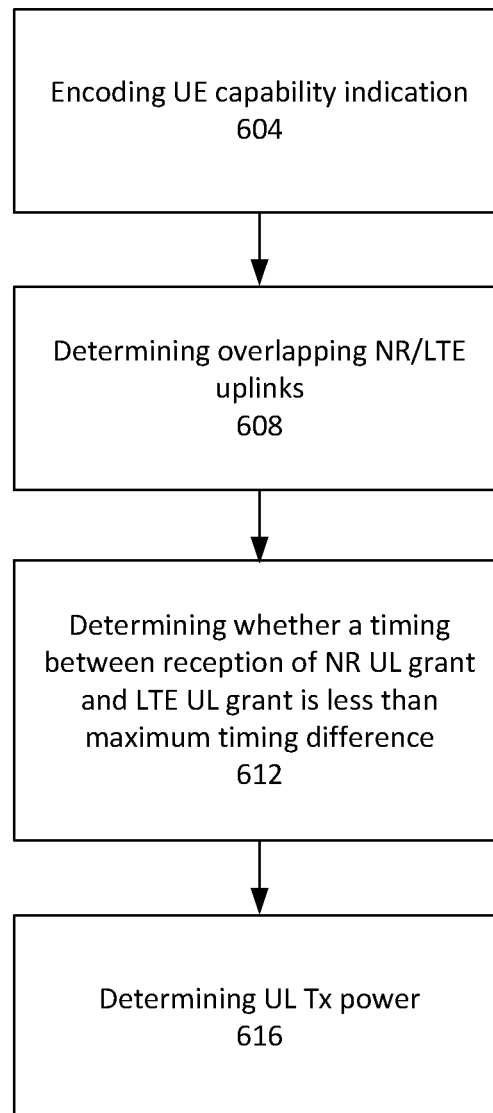 Encoding UE capability indication
604
Determining overlapping NR/LTE
uplinks
608
Determining whether a timing
between reception of NR UL grant
and LTE UL grant is less than
maximum timing difference
612
Determining UL Tx power
616